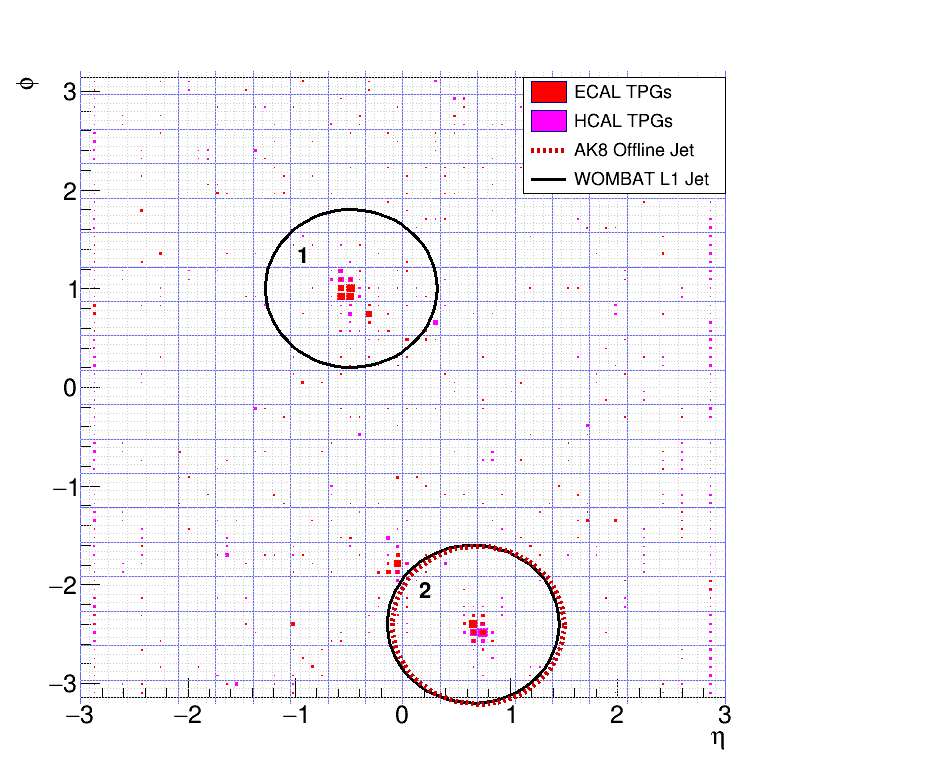 ϕ
3
2
1
0
−1
−2
−3
ECAL TPGs
HCAL TPGs
AK8 Offline Jet
WOMBAT L1 Jet
1
2
−3 −2 −1 0 1 2 3
η